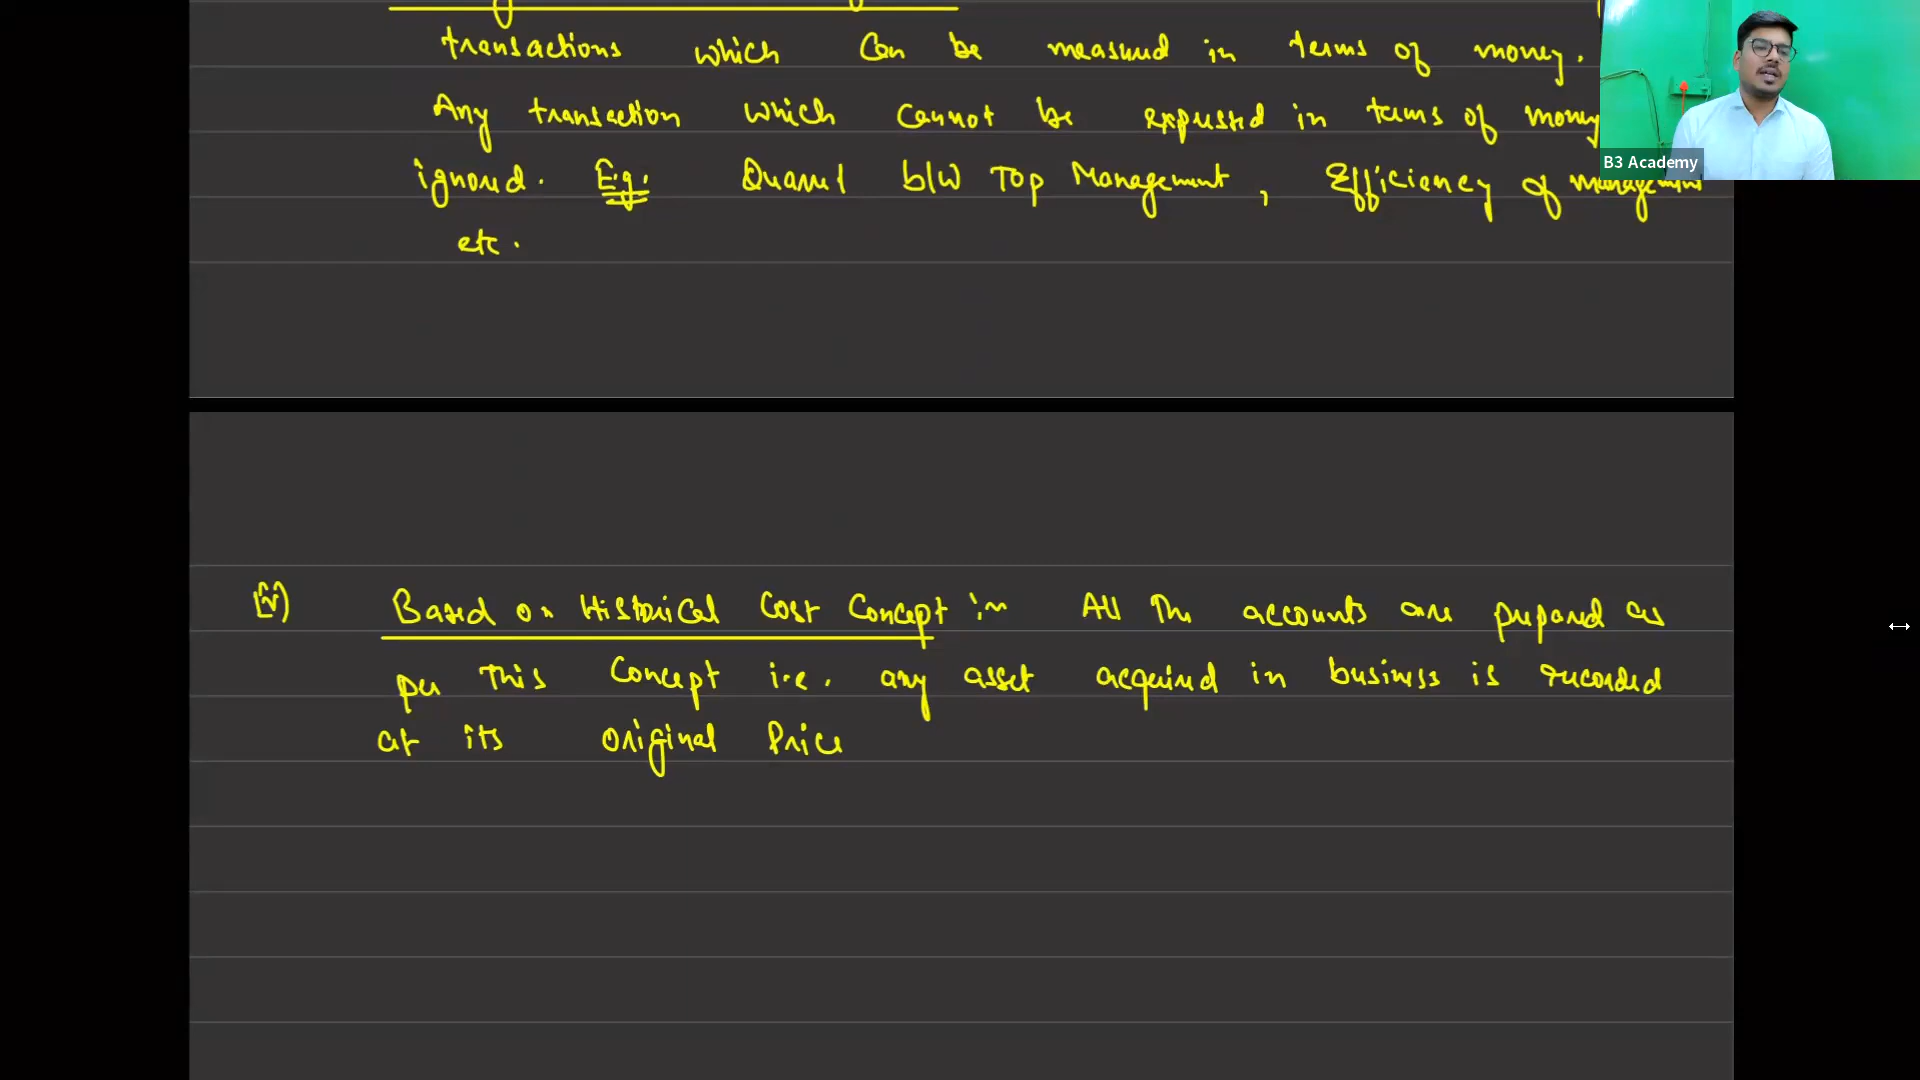 transactions which can be measured in terms of money.
Any transaction which cannot be expressed in terms of money
ignored. E.g. Quarrel b/w Top Management, Efficiency of management
etc.
B3 Academy
(v) Based on Historical Cost Concept :~ All the accounts are prepared as
per this concept i.e. any asset acquired in business is recorded
at its original Price